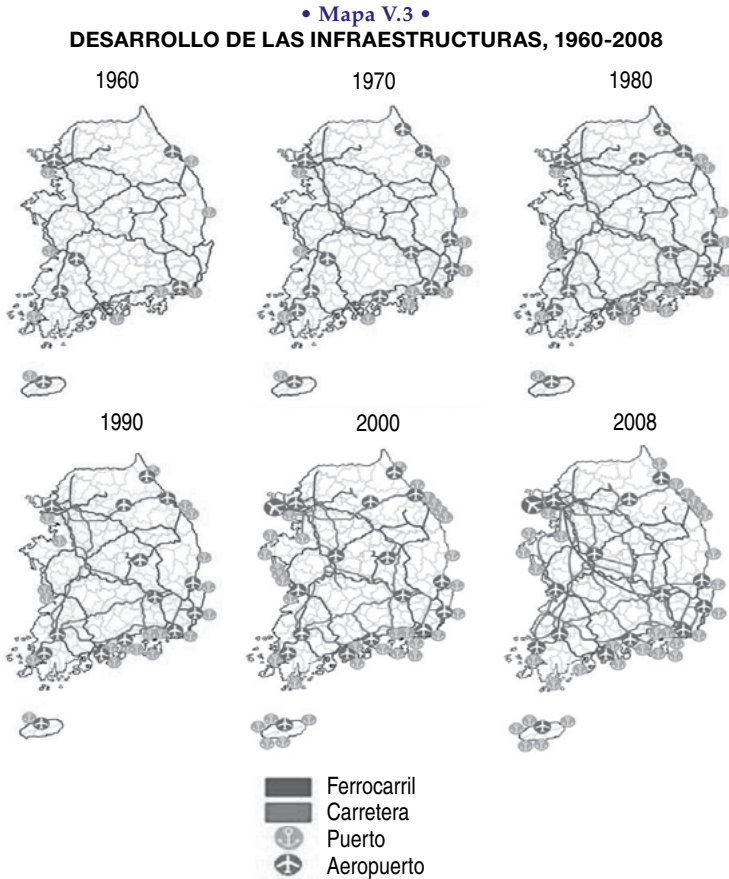 • Mapa V.3 •
DESARROLLO DE LAS INFRAESTRUCTURAS, 1960-2008
1960 1970 1980
1990 2000 2008
Ferrocarril
Carretera
Puerto
Aeropuerto